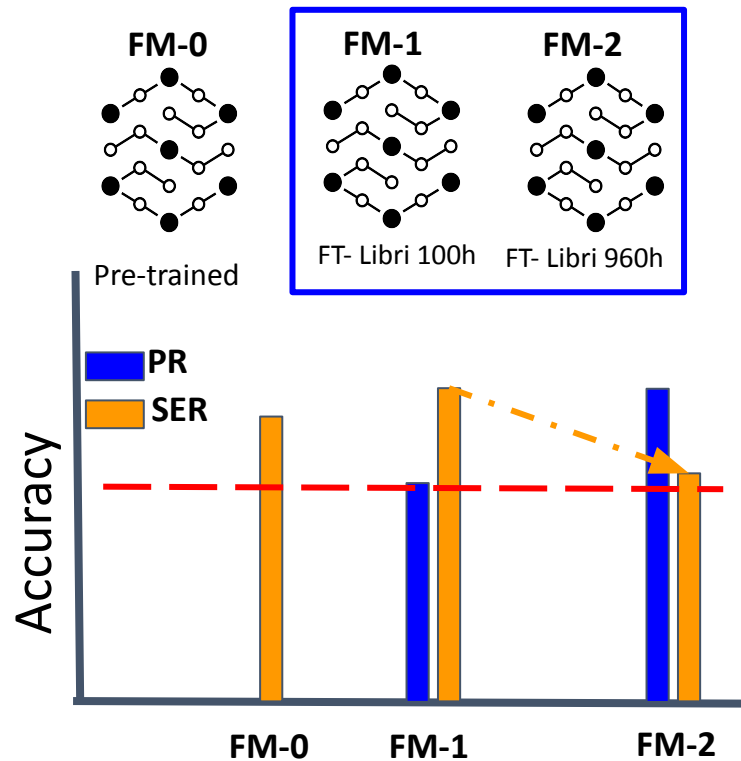 FM-0
FM-1
FM-2
Pre-trained
FT- Libri 100h
FT- Libri 960h
PR
SER
Accuracy
FM-0
FM-1
FM-2